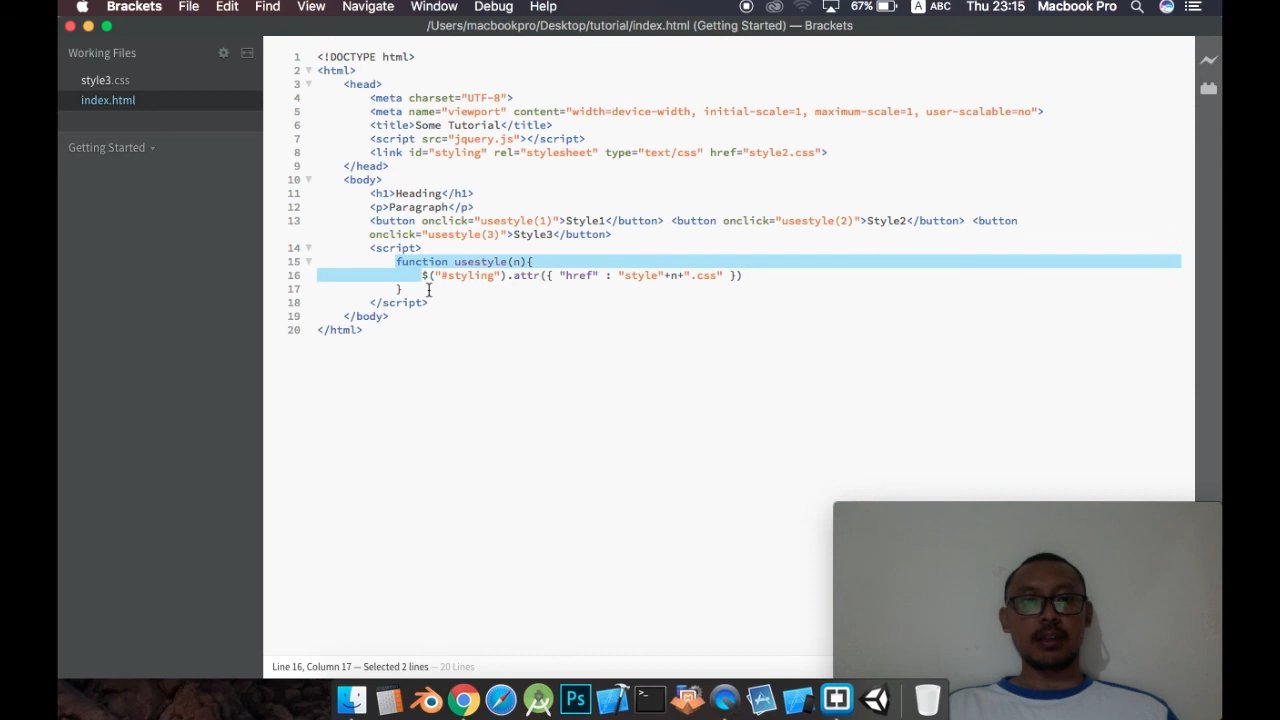 Brackets File Edit Find View Navigate Window Debug Help 67% A ABC Thu 23:15 Macbook Pro
/Users/macbookpro/Desktop/tutorial/index.html (Getting Started) — Brackets
Working Files
style3.css
index.html
Getting Started
1 <!DOCTYPE html>
2 <html>
3 <head>
4 <meta charset="UTF-8">
5 <meta name="viewport" content="width=device-width, initial-scale=1, maximum-scale=1, user-scalable=no">
6 <title>Some Tutorial</title>
7 <script src="jquery.js"></script>
8 <link id="styling" rel="stylesheet" type="text/css" href="style2.css">
9 </head>
10 <body>
11 <h1>Heading</h1>
12 <p>Paragraph</p>
13 <button onclick="usestyle(1)">Style1</button> <button onclick="usestyle(2)">Style2</button> <button
onclick="usestyle(3)">Style3</button>
14 <script>
15 function usestyle(n){
16 $("#styling").attr({ "href" : "style"+n+".css" })
17 }
18 </script>
19 </body>
20 </html>
Line 16, Column 17 — Selected 2 lines — 20 Lines
Ps